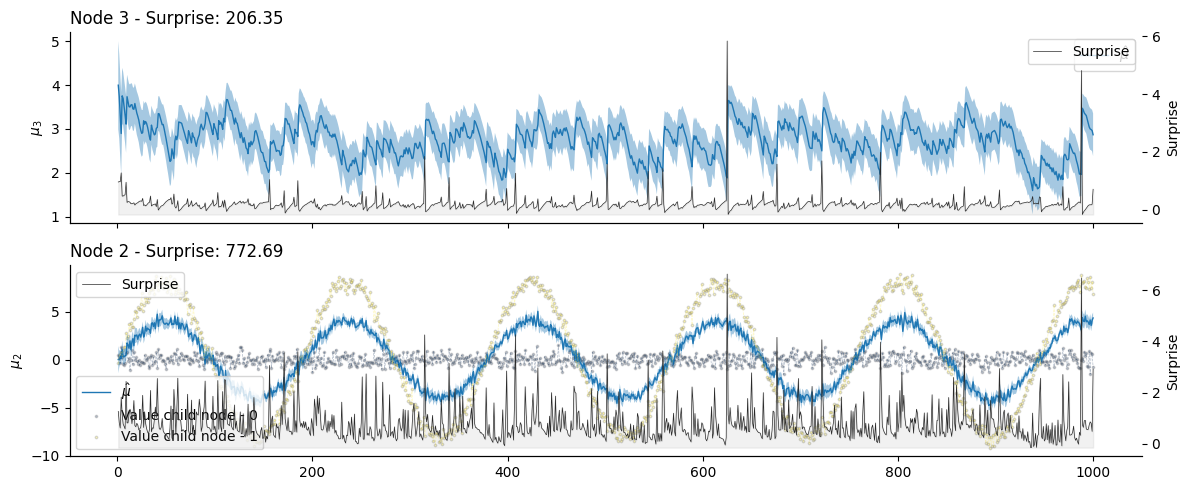 Node 3 - Surprise: 206.35
5
4
3
2
1
μ3
Surprise
6
4
2
0
Surprise
Node 2 - Surprise: 772.69
5
0
−5
−10
μ2
Surprise
μ̂
Value child node - 0
Value child node - 1
6
4
2
0
Surprise
0
200
400
600
800
1000